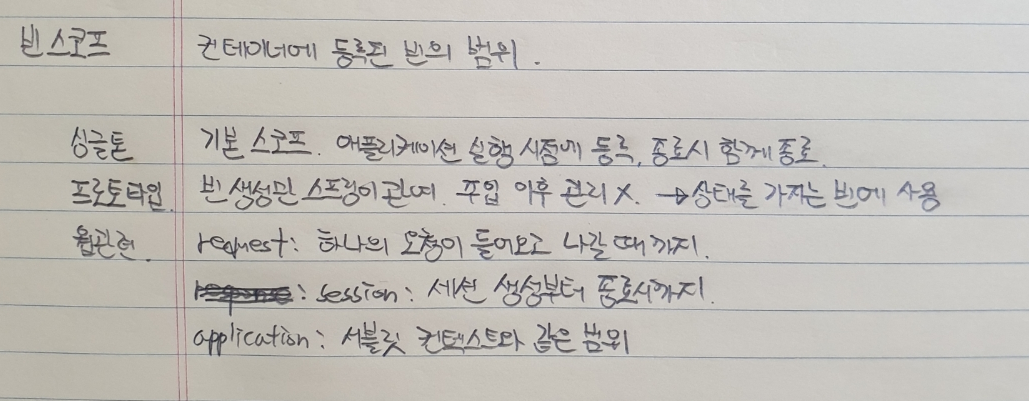 빈 스코프 컨테이너에 등록된 빈의 범위.
싱글톤 기본 스코프. 애플리케이션 실행 시점에 등록, 종료시 함께 종료.
프로토타입. 빈 생성만 스프링이 관여. 주입 이후 관리 X. →상태를 가지는 빈에 사용
웹관련. request: 하나의 요청이 들어오고 나갈 때까지.
: session: 세션 생성부터 종료시까지.
application: 서블릿 컨텍스트와 같은 범위